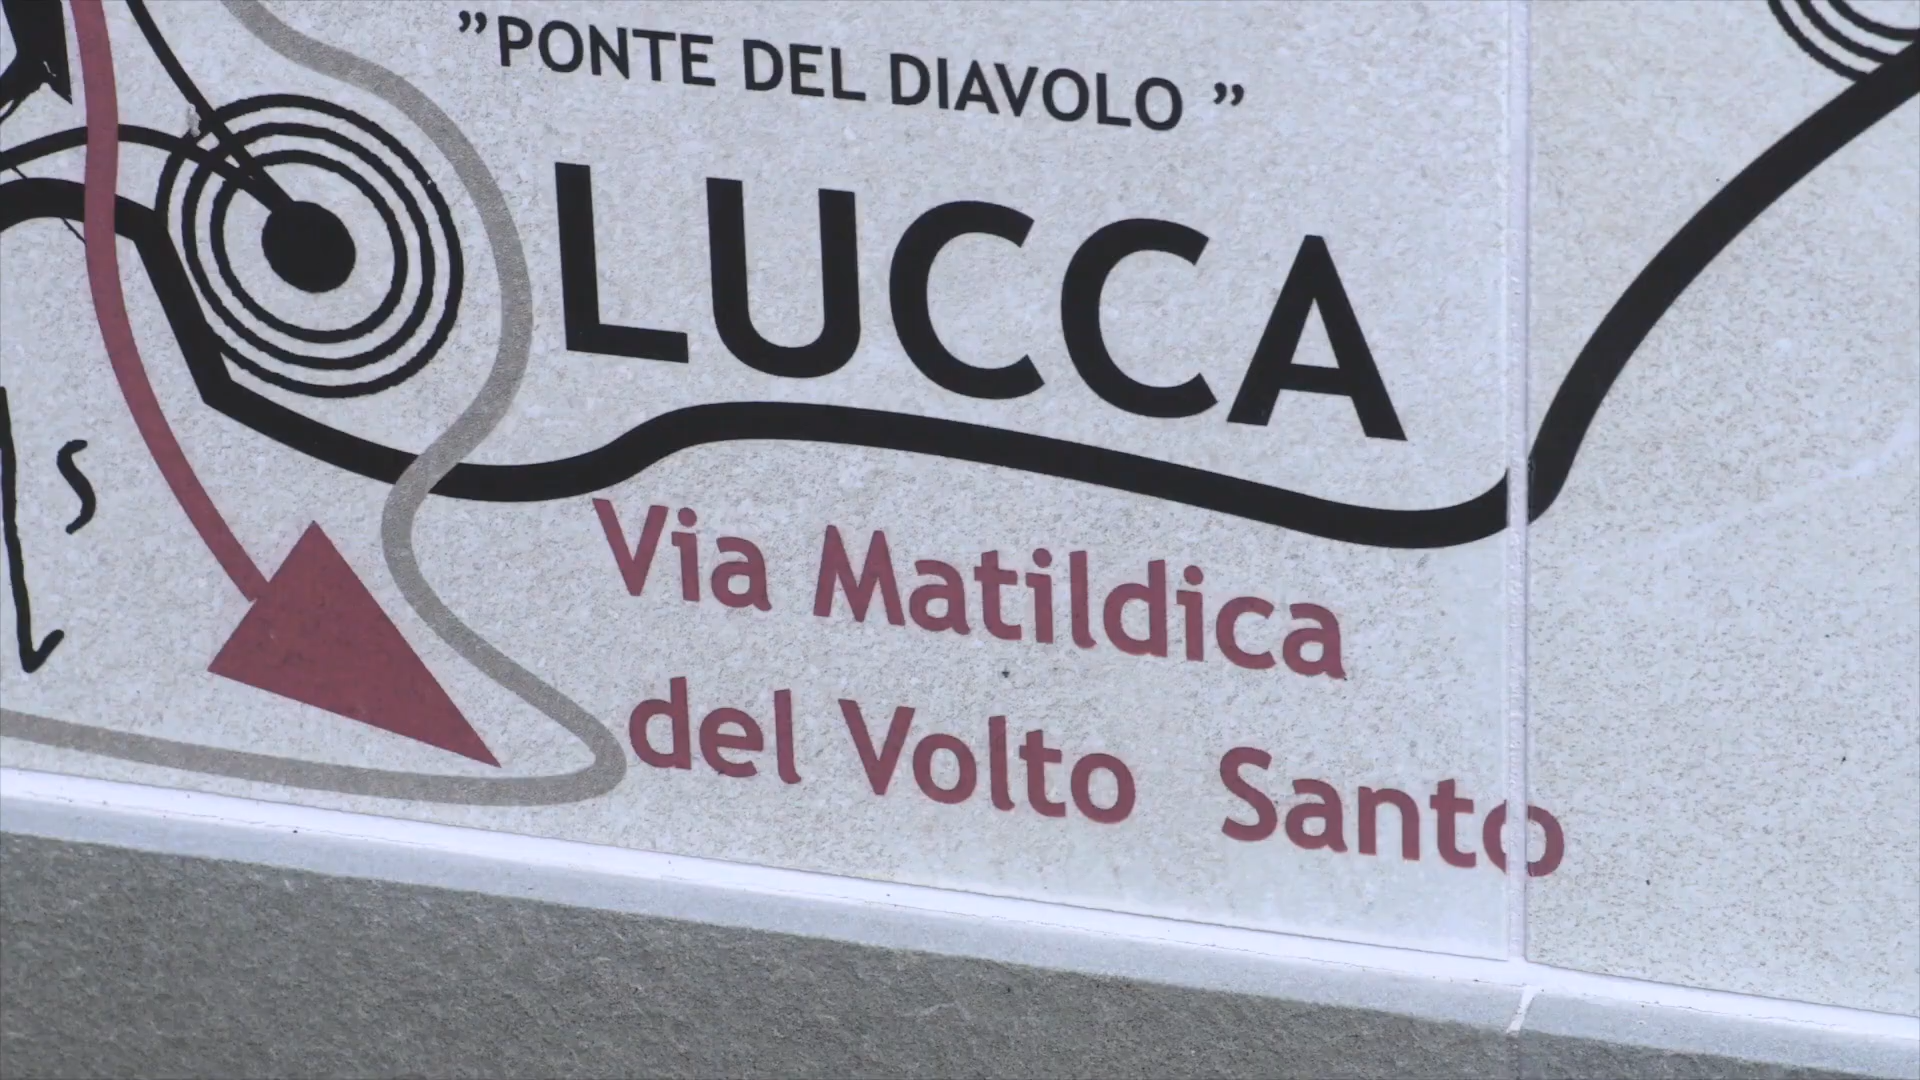 ”PONTE DEL DIAVOLO ”
LUCCA
Via Matildica
del Volto Santo